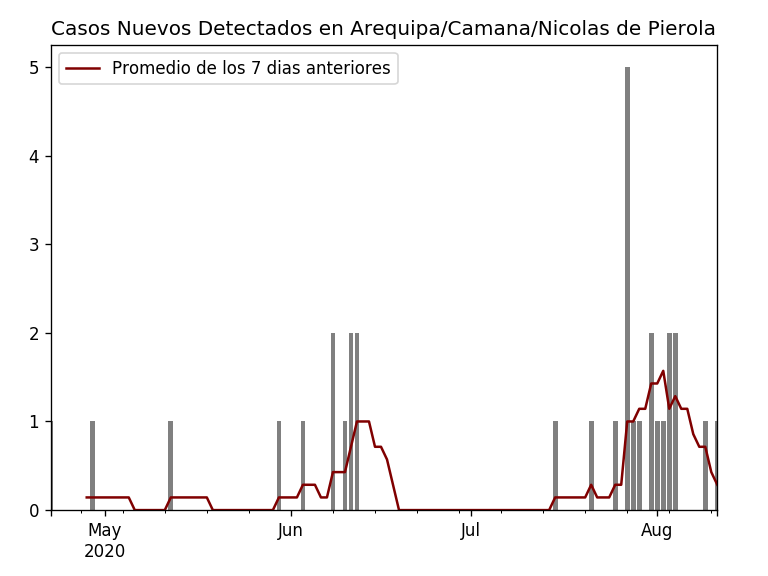 Casos Nuevos Detectados en Arequipa/Camana/Nicolas de Pierola
Promedio de los 7 dias anteriores
5
4
3
2
1
0
May
2020
Jun
Jul
Aug